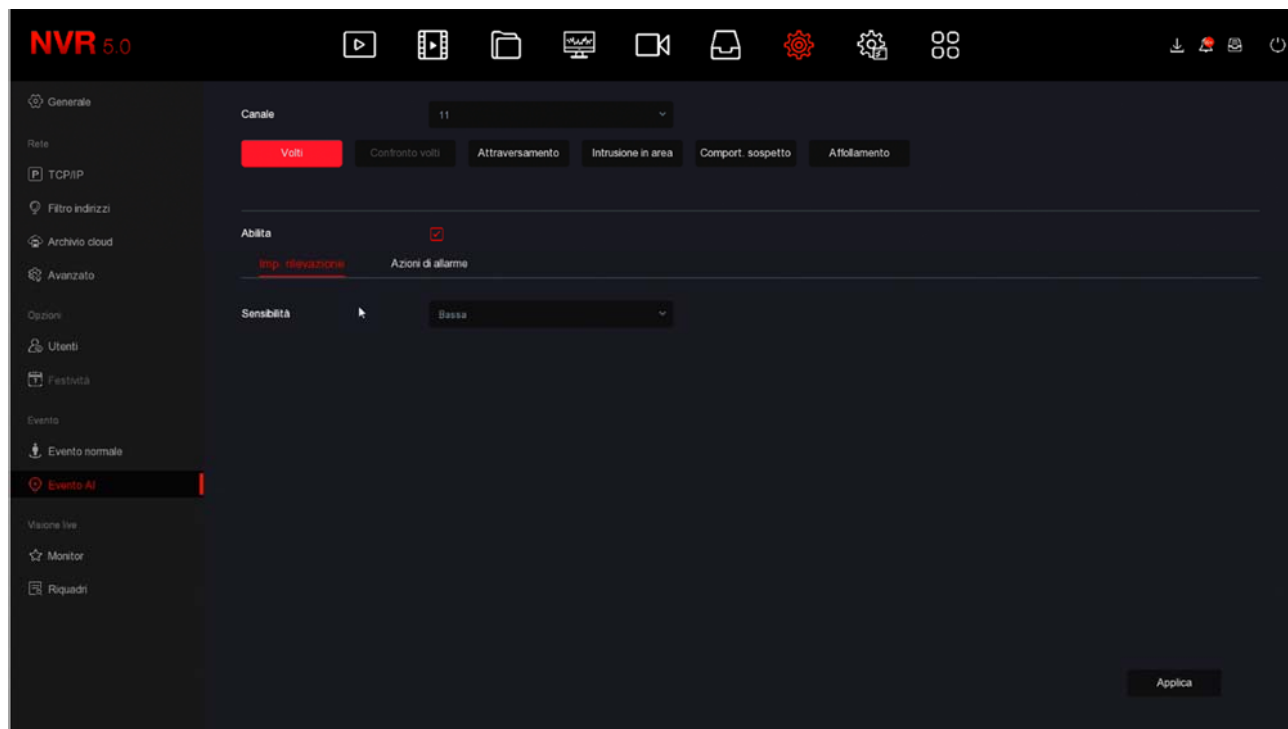 NVR 5.0
Generale
Rete
TCP/IP
Filtro indirizzi
Archivio cloud
Avanzato
Opzioni
Utenti
Festività
Evento
Evento normale
Evento AI
Visione live
Monitor
Riquadri
Canale 11
Volti Confronto volti Attraversamento Intrusione in area Comport. sospetto Affollamento
Abilita
Imp. rilevazione Azioni di allarme
Sensibilità Bassa
Applica